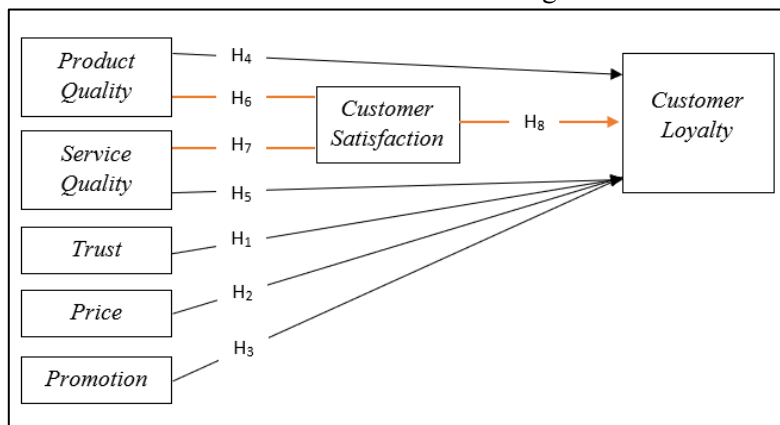 Product
Quality
H4
H6
Customer
Satisfaction
H8
Customer
Loyalty
Service
Quality
H7
H5
Trust
H1
Price
H2
Promotion
H3